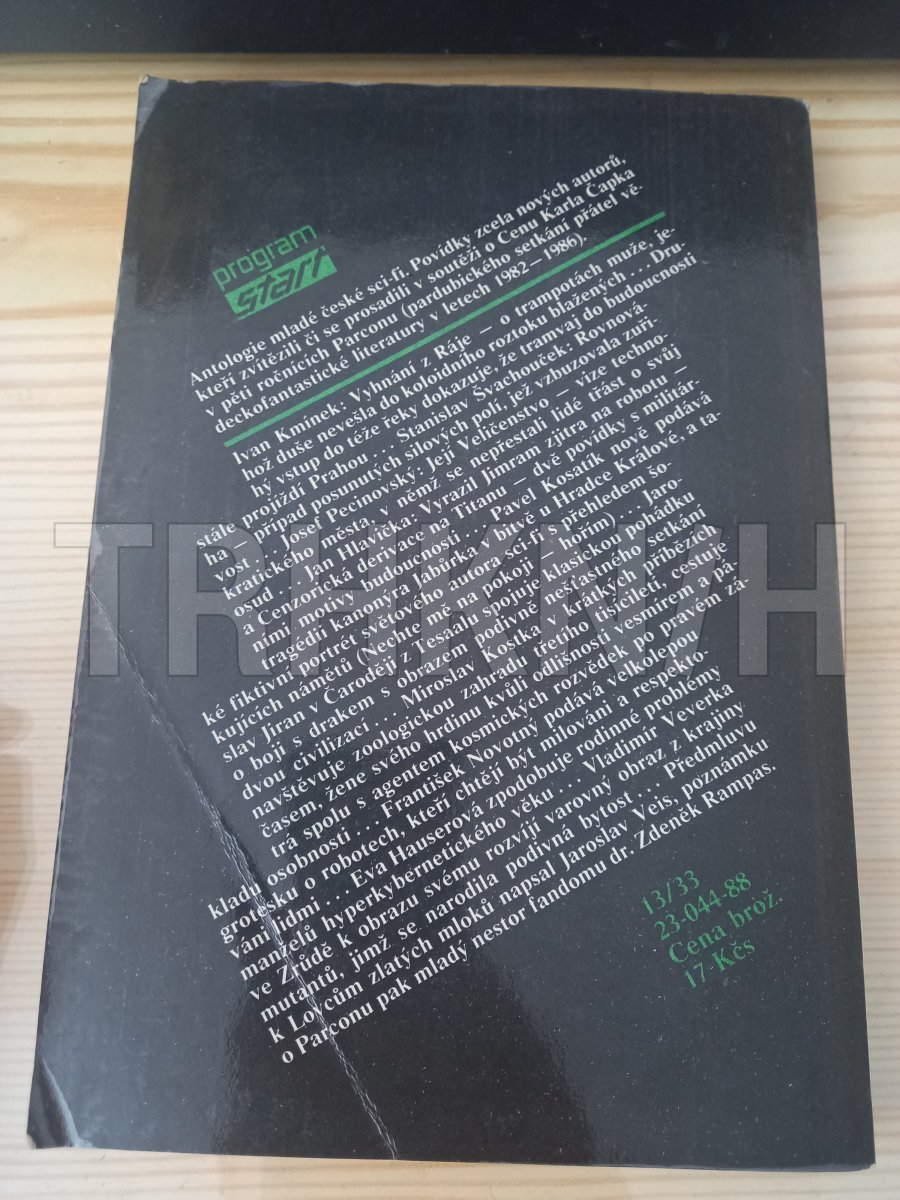 program
start
Antologie mladé české sci-fi. Povídky zcela nových autorů,
kteří zvítězili či se prosadili v soutěži o Cenu Karla Čapka
v pěti ročnících Parconu (pardubického setkání přátel vě-
deckofantastické literatury v letech 1982–1986).
Ivan Kmínek: Vyhnání z Ráje – o trampotách muže, je-
hož duše nevešla do koloidního roztoku blažených ... Dru-
hý vstup do téže řeky dokazuje, že tramvaj do budoucnosti
stále projíždí Prahou ... Stanislav Švachouček: Rovnová-
ha – případ posunutých silových polí, jež vzbuzovala zuři-
vost ... Josef Pecinovský: Její Veličenstvo – vize techno-
kratického města, v němž se nepřestali lidé třást o svůj
osud ... Jan Hlavička: Vyrazil Jimram zjitra na robotu –
a Cenzorická derivace na Titanu – dvě povídky s militár-
ními motivy budoucnosti ... Pavel Kosatík nově podává
tragédii kanonýra Jabůrka z bitvě u Hradce Králové, a ta-
ké fiktivní portrét světového autora sci-fi s přehledem šo-
kujících námětů (Nechte mě na pokoji – hořím) ... Jaro-
slav Jiran v Čaroději z Tesaalu spojuje klasickou pohádku
o boji s drakem s obrazem podivně nešťastného setkání
dvou civilizací ... Miroslav Kostka v krátkých příbězích
navštěvuje zoologickou zahradu třetího tisíciletí, cestuje
časem, žene svého hrdinu kvůli odlišnosti vesmírem a pá-
trá spolu s agentem kosmických rozvědek po pravém zá-
kladu osobnosti ... František Novotný podává velkolepou
grotesku o robotech, kteří chtějí být milováni a respekto-
váni lidmi ... Eva Hauserová zpodobuje rodinné problémy
manželů hyperkybernetického věku ... Vladimír Veverka
ve Zrůdě k obrazu svému rozvíjí varovný obraz z krajiny
mutantů, jimž se narodila podivná bytost ... Předmluvu
k Lovcům zlatých mloků napsal Jaroslav Veis, poznámku
o Parconu pak mladý nestor fandomu dr. Zdeněk Rampas.
13/33
23-044-88
Cena brož.
17 Kčs
TRHKNIH